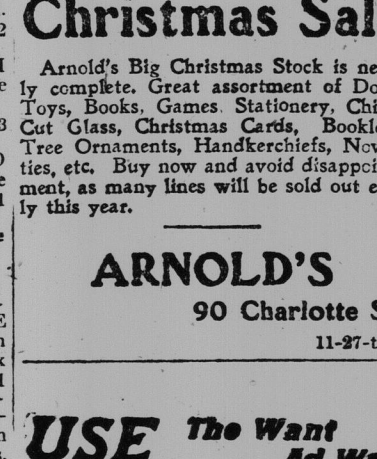 Christmas Sal
Arnold's Big Christmas Stock is ne
ly complete. Great assortment of Do
Toys, Books, Games. Stationery, Chi
Cut Glass, Christmas Cards, Bookle
Tree Ornaments, Handkerchiefs, Nov
ties, etc. Buy now and avoid disappoi
ment, as many lines will be sold out e
ly this year.
ARNOLD'S
90 Charlotte S
11-27-t
USE The Want
Ad Wa